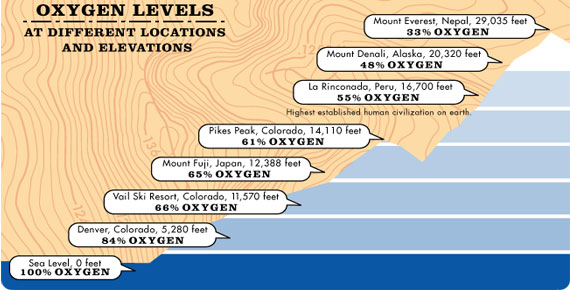 OXYGEN LEVELS
AT DIFFERENT LOCATIONS
AND ELEVATIONS
Mount Everest, Nepal, 29,035 feet
33% OXYGEN
Mount Denali, Alaska, 20,320 feet
48% OXYGEN
La Rinconada, Peru, 16,700 feet
55% OXYGEN
Highest established human civilization on earth.
Pikes Peak, Colorado, 14,110 feet
61% OXYGEN
Mount Fuji, Japan, 12,388 feet
65% OXYGEN
Vail Ski Resort, Colorado, 11,570 feet
66% OXYGEN
Denver, Colorado, 5,280 feet
84% OXYGEN
Sea Level, 0 feet
100% OXYGEN